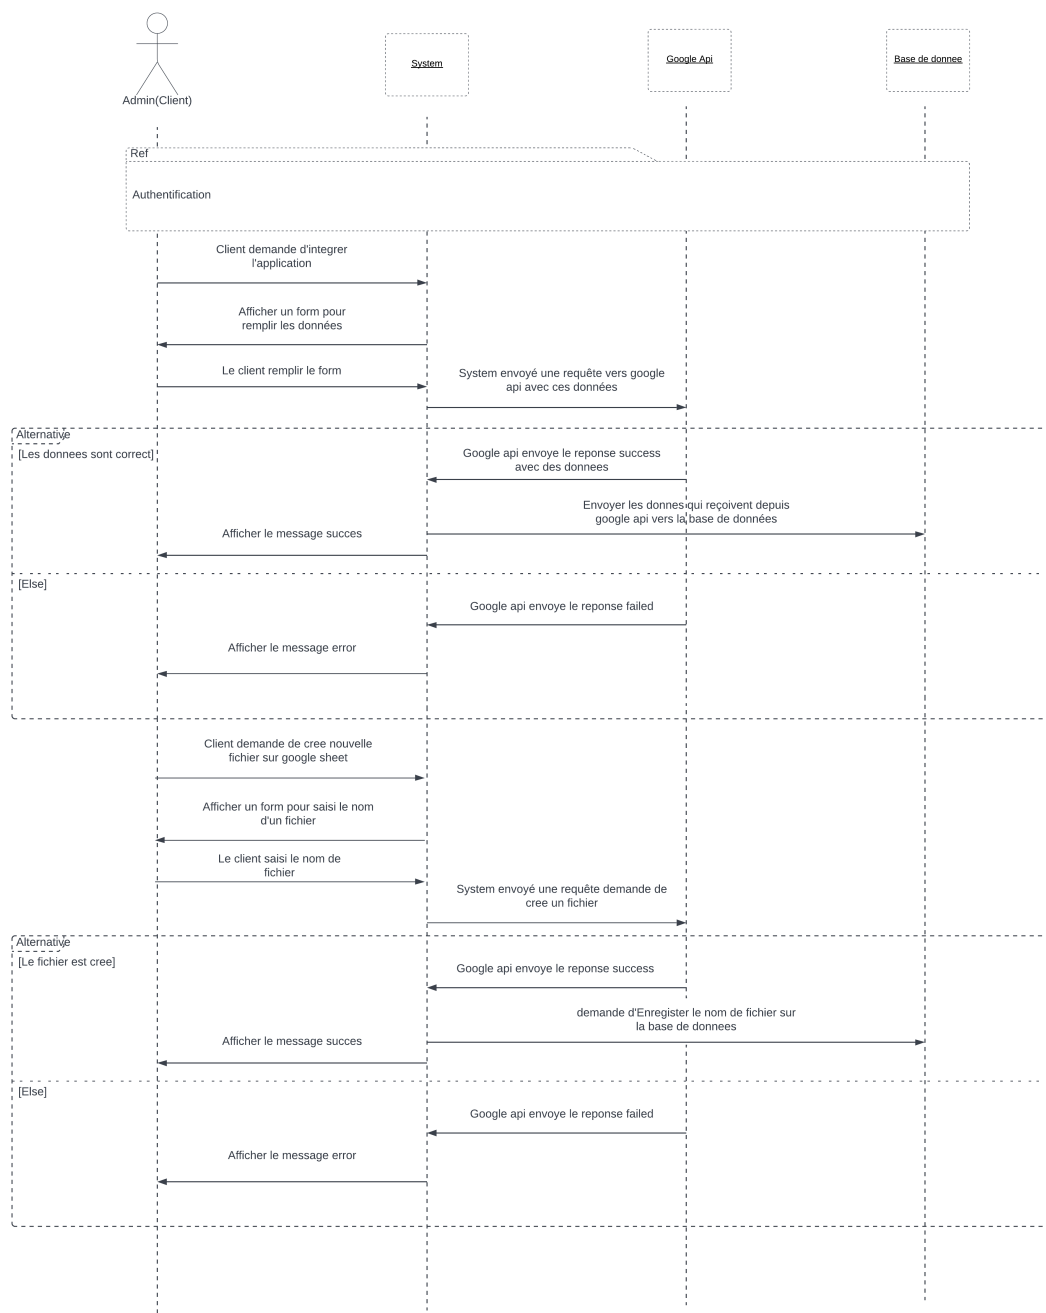 Admin(Client)
System
Google Api
Base de donnee
Ref
Authentification
Client demande d'integrer
l'application
Afficher un form pour
remplir les données
Le client remplir le form
System envoyé une requête vers google
api avec ces données
Alternative
[Les donnees sont correct]
Google api envoye le reponse success
avec des donnees
Envoyer les donnes qui reçoivent depuis
google api vers la base de données
Afficher le message succes
[Else]
Google api envoye le reponse failed
Afficher le message error
Client demande de cree nouvelle
fichier sur google sheet
Afficher un form pour saisi le nom
d'un fichier
Le client saisi le nom de
fichier
System envoyé une requête demande de
cree un fichier
Alternative
[Le fichier est cree]
Google api envoye le reponse success
demande d'Enregister le nom de fichier sur
la base de donnees
Afficher le message succes
[Else]
Google api envoye le reponse failed
Afficher le message error